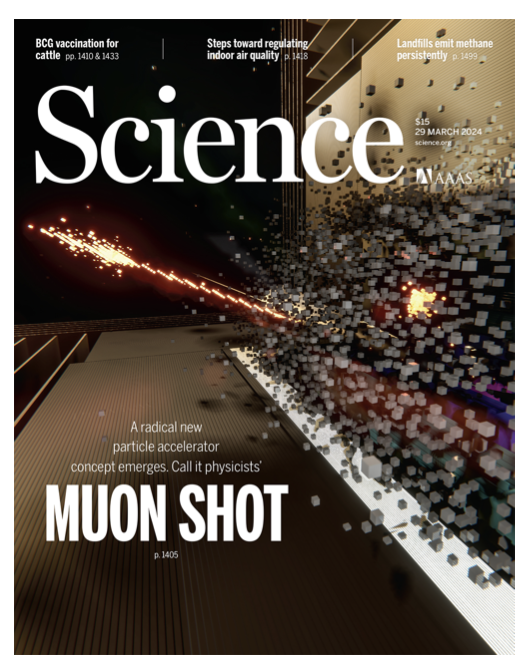 BCG vaccination for
cattle pp. 1410 & 1433
Steps toward regulating
indoor air quality p. 1418
Landfills emit methane
persistently p. 1499
Science
$15
29 MARCH 2024
science.org
AAAS
A radical new
particle accelerator
concept emerges. Call it physicists’
MUON SHOT
p. 1405